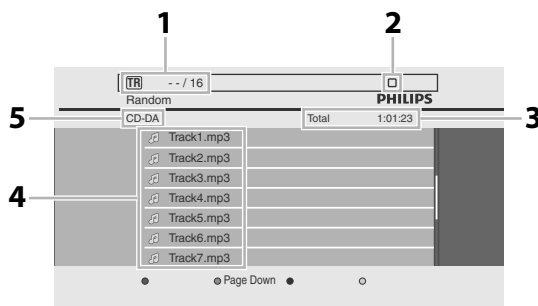 1 2
TR - - / 16
Random PHILIPS
5 CD-DA Total 1:01:23 3
Track1.mp3
Track2.mp3
Track3.mp3
4 Track4.mp3
Track5.mp3
Track6.mp3
Track7.mp3
Page Down